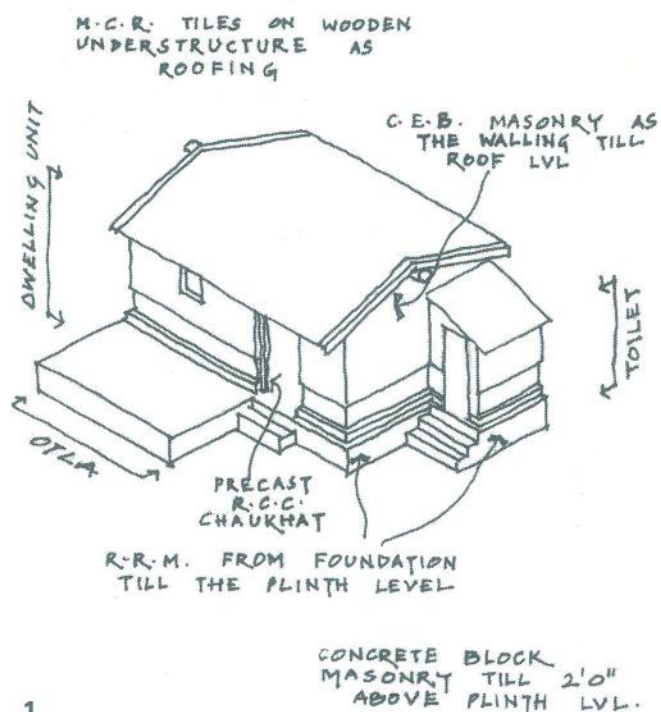 M.C.R. TILES ON WOODEN
UNDERSTRUCTURE AS
ROOFING
C.E.B. MASONRY AS
THE WALLING TILL
ROOF LVL
DWELLING UNIT
TOILET
OTLA
PRECAST
R.C.C.
CHAUKHAT
R.R.M. FROM FOUNDATION
TILL THE PLINTH LEVEL
CONCRETE BLOCK
MASONRY TILL 2'0"
ABOVE PLINTH LVL.
1